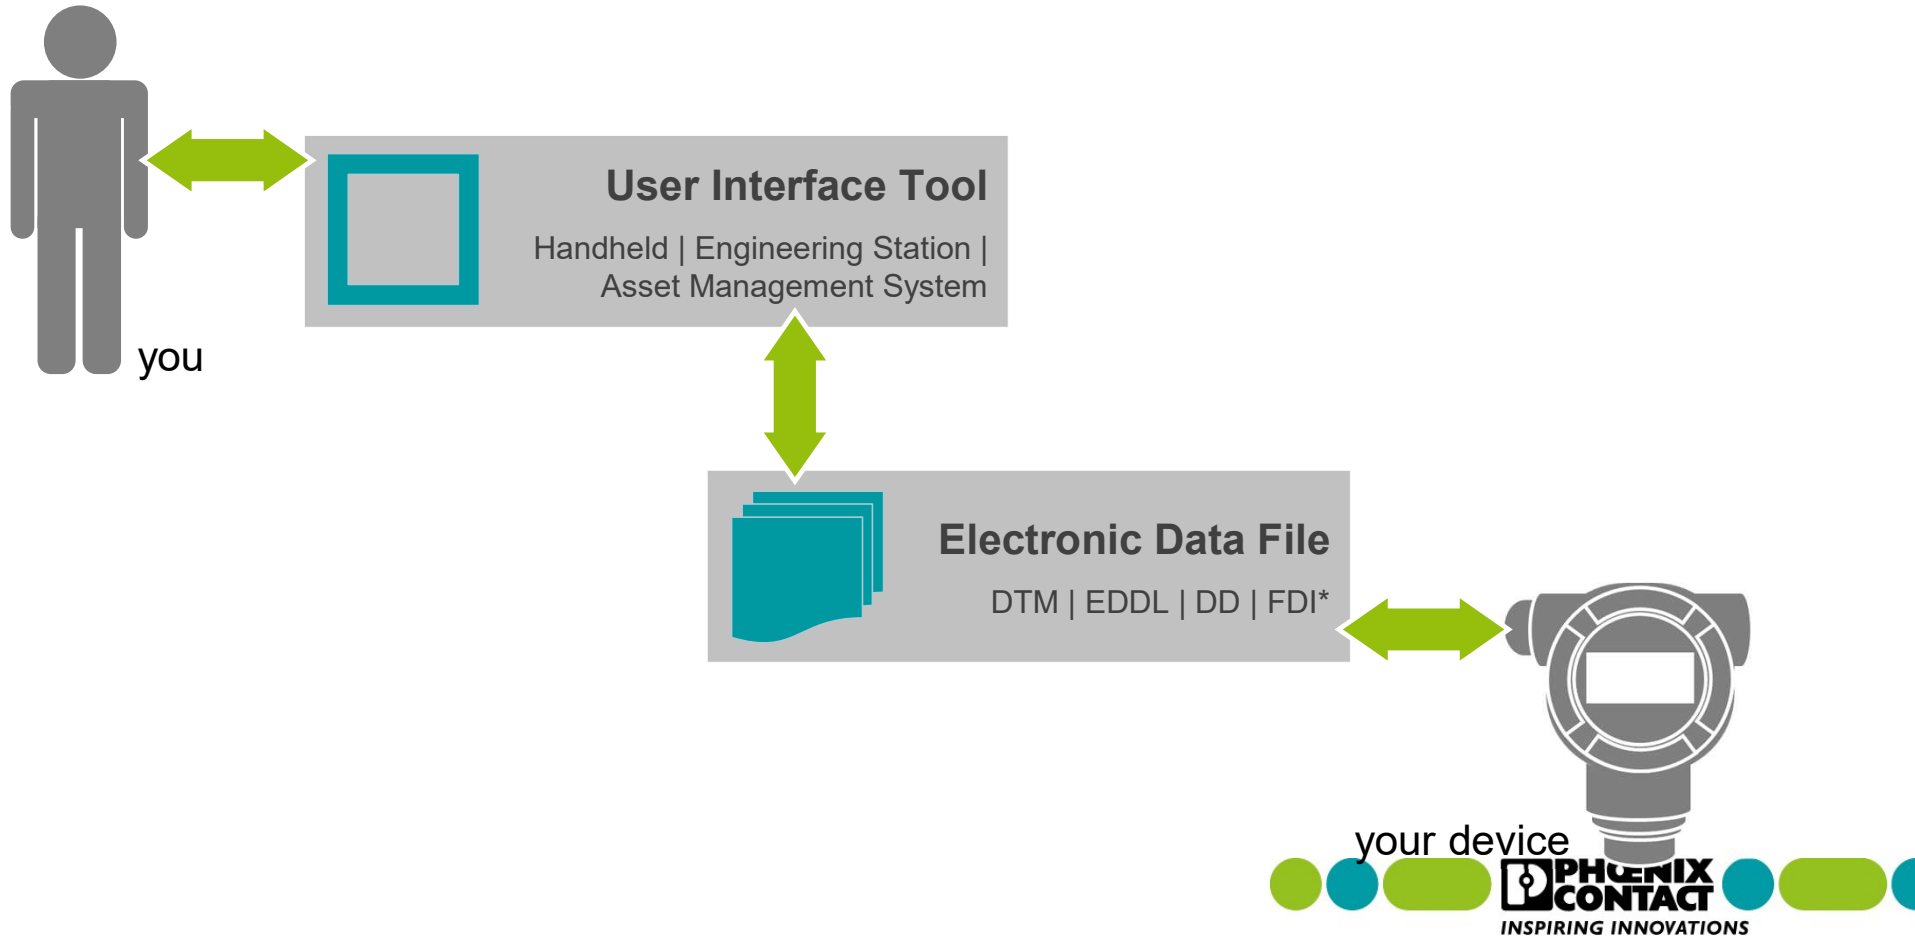 User Interface Tool
Handheld | Engineering Station |
Asset Management System
you
Electronic Data File
DTM | EDDL | DD | FDI*
your device
PHŒNIX
CONTACT
INSPIRING INNOVATIONS